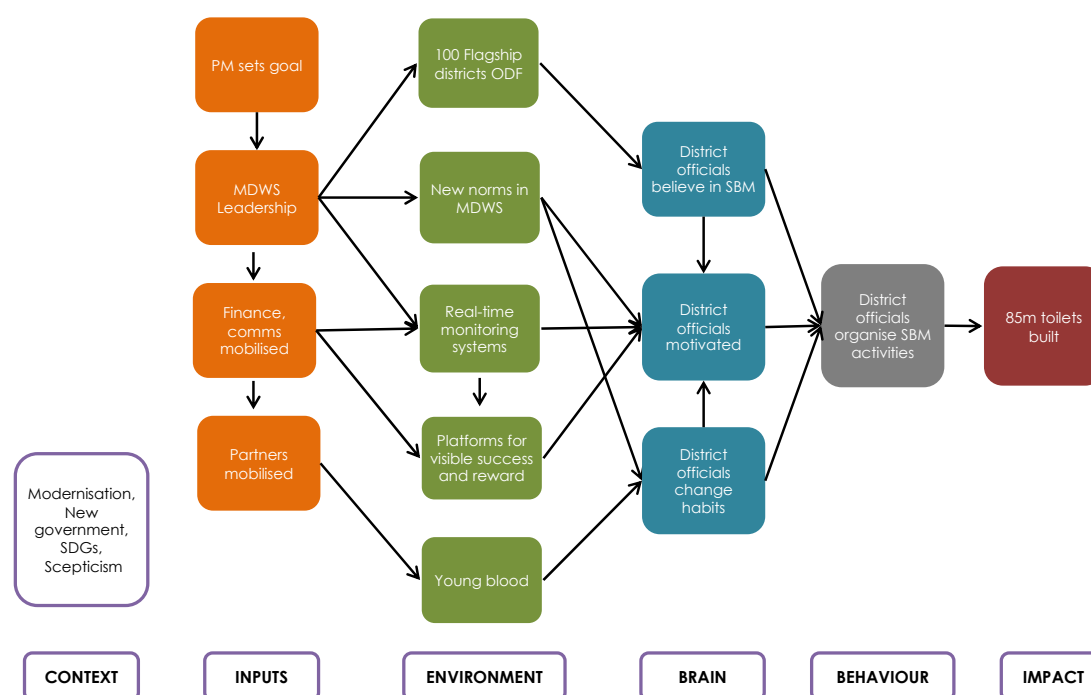 PM sets goal
MDWS
Leadership
Finance,
comms
mobilised
Partners
mobilised
Modernisation,
New
government,
SDGs,
Scepticism
100 Flagship
districts ODF
New norms in
MDWS
Real-time
monitoring
systems
Platforms for
visible success
and reward
Young blood
District
officials
believe in SBM
District
officials
motivated
District
officials
change
habits
District
officials
organise SBM
activities
85m toilets
built
CONTEXT
INPUTS
ENVIRONMENT
BRAIN
BEHAVIOUR
IMPACT